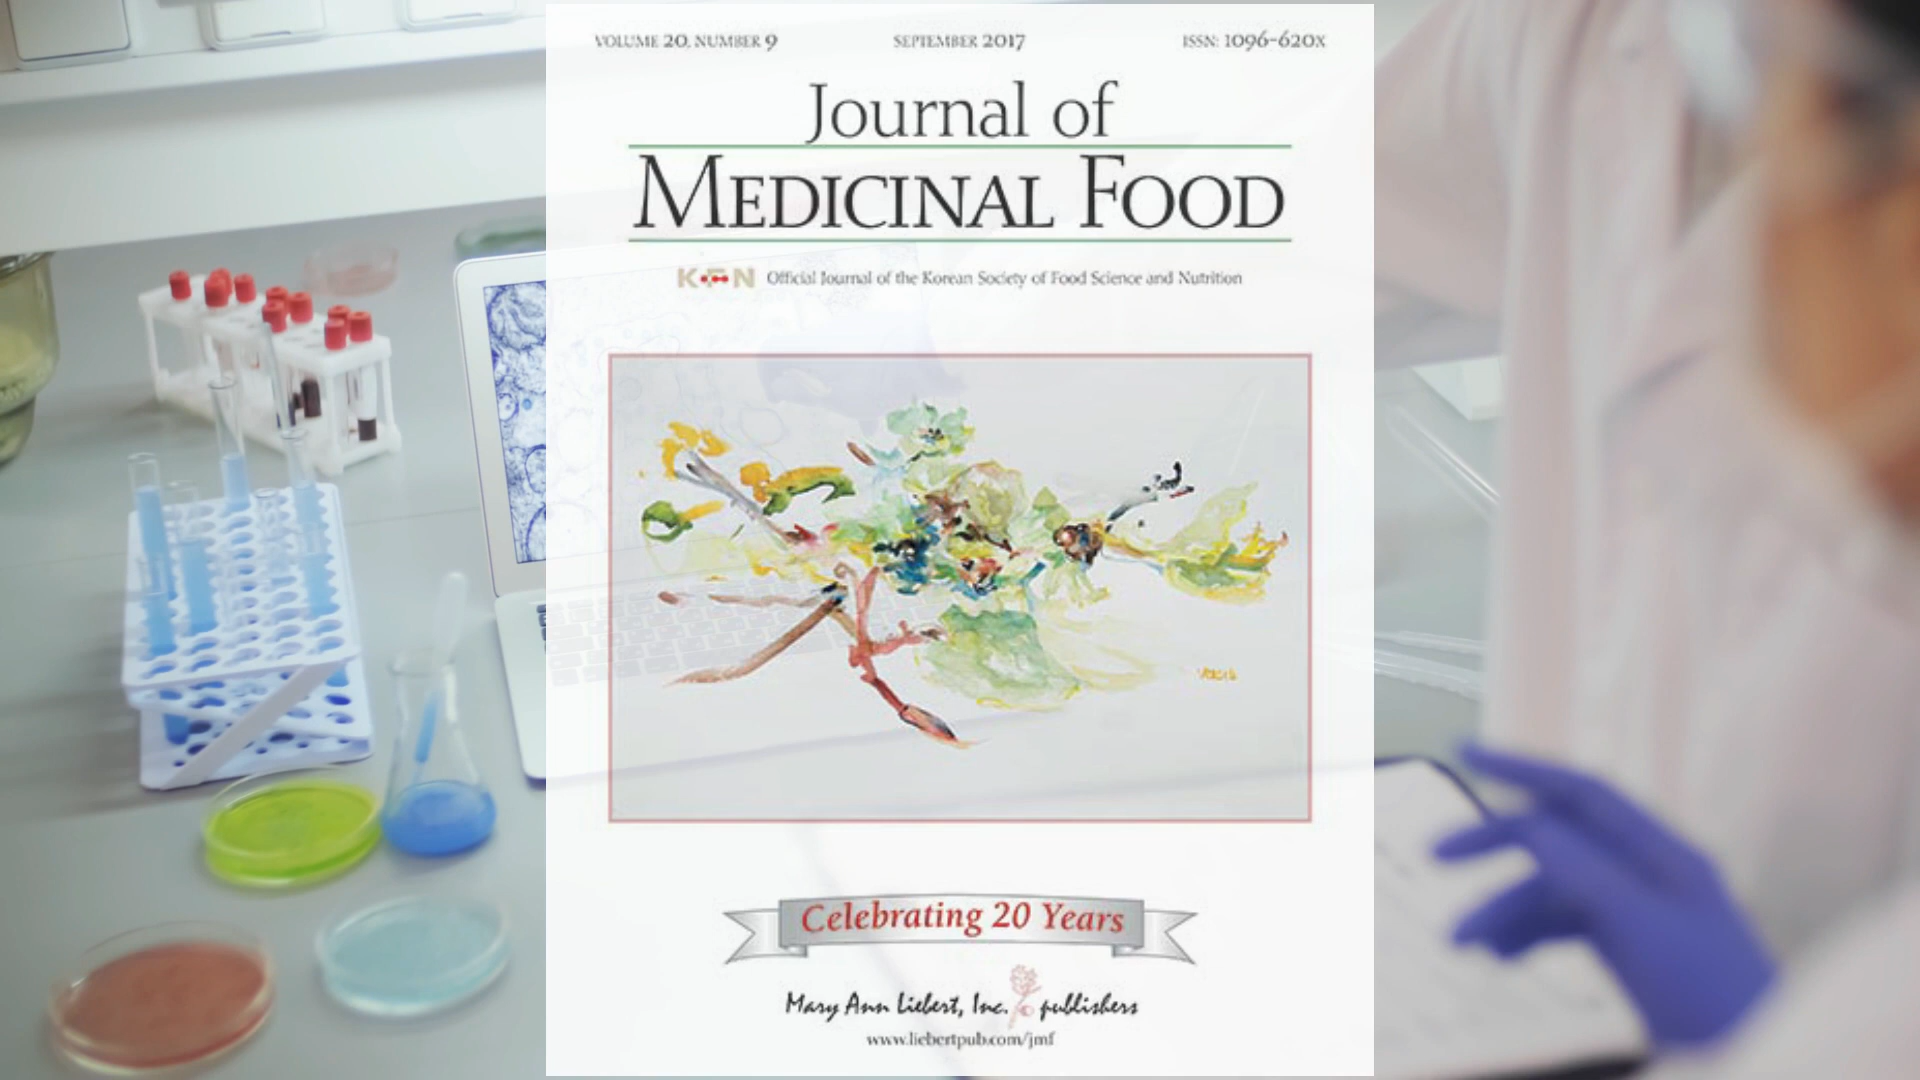 VOLUME 20, NUMBER 9
SEPTEMBER 2017
ISSN: 1096-620X
Journal of
MEDICINAL FOOD
KFN Official Journal of the Korean Society of Food Science and Nutrition
Celebrating 20 Years
Mary Ann Liebert, Inc. publishers
www.liebertpub.com/jmf